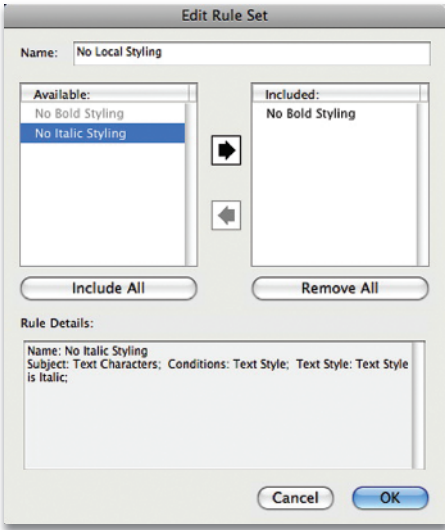 Edit Rule Set
Name: No Local Styling
Available:
No Bold Styling
No Italic Styling
Included:
No Bold Styling
Include All
Remove All
Rule Details:
Name: No Italic Styling
Subject: Text Characters; Conditions: Text Style; Text Style: Text Style
is Italic;
Cancel
OK